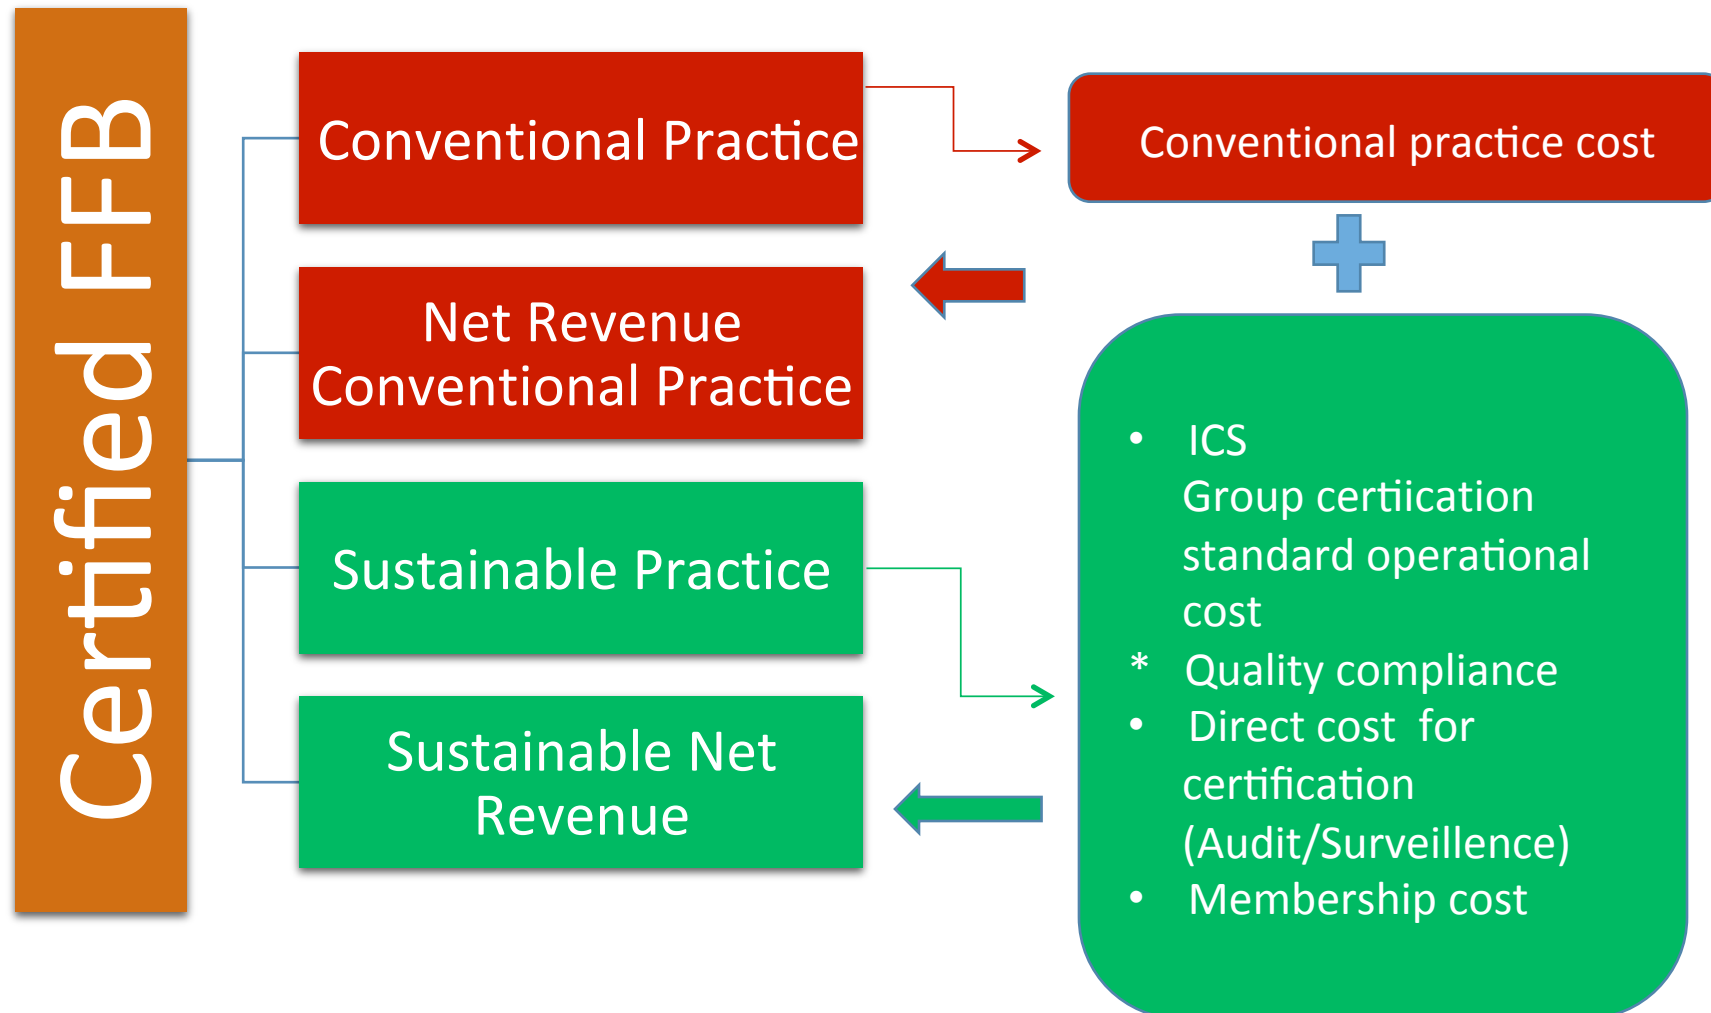 Certified FFB
Conventional Practice
Net Revenue
Conventional Practice
Sustainable Practice
Sustainable Net
Revenue
Conventional practice cost
• ICS
Group certiication
standard operational
cost
* Quality compliance
• Direct cost for
certification
(Audit/Surveillence)
• Membership cost